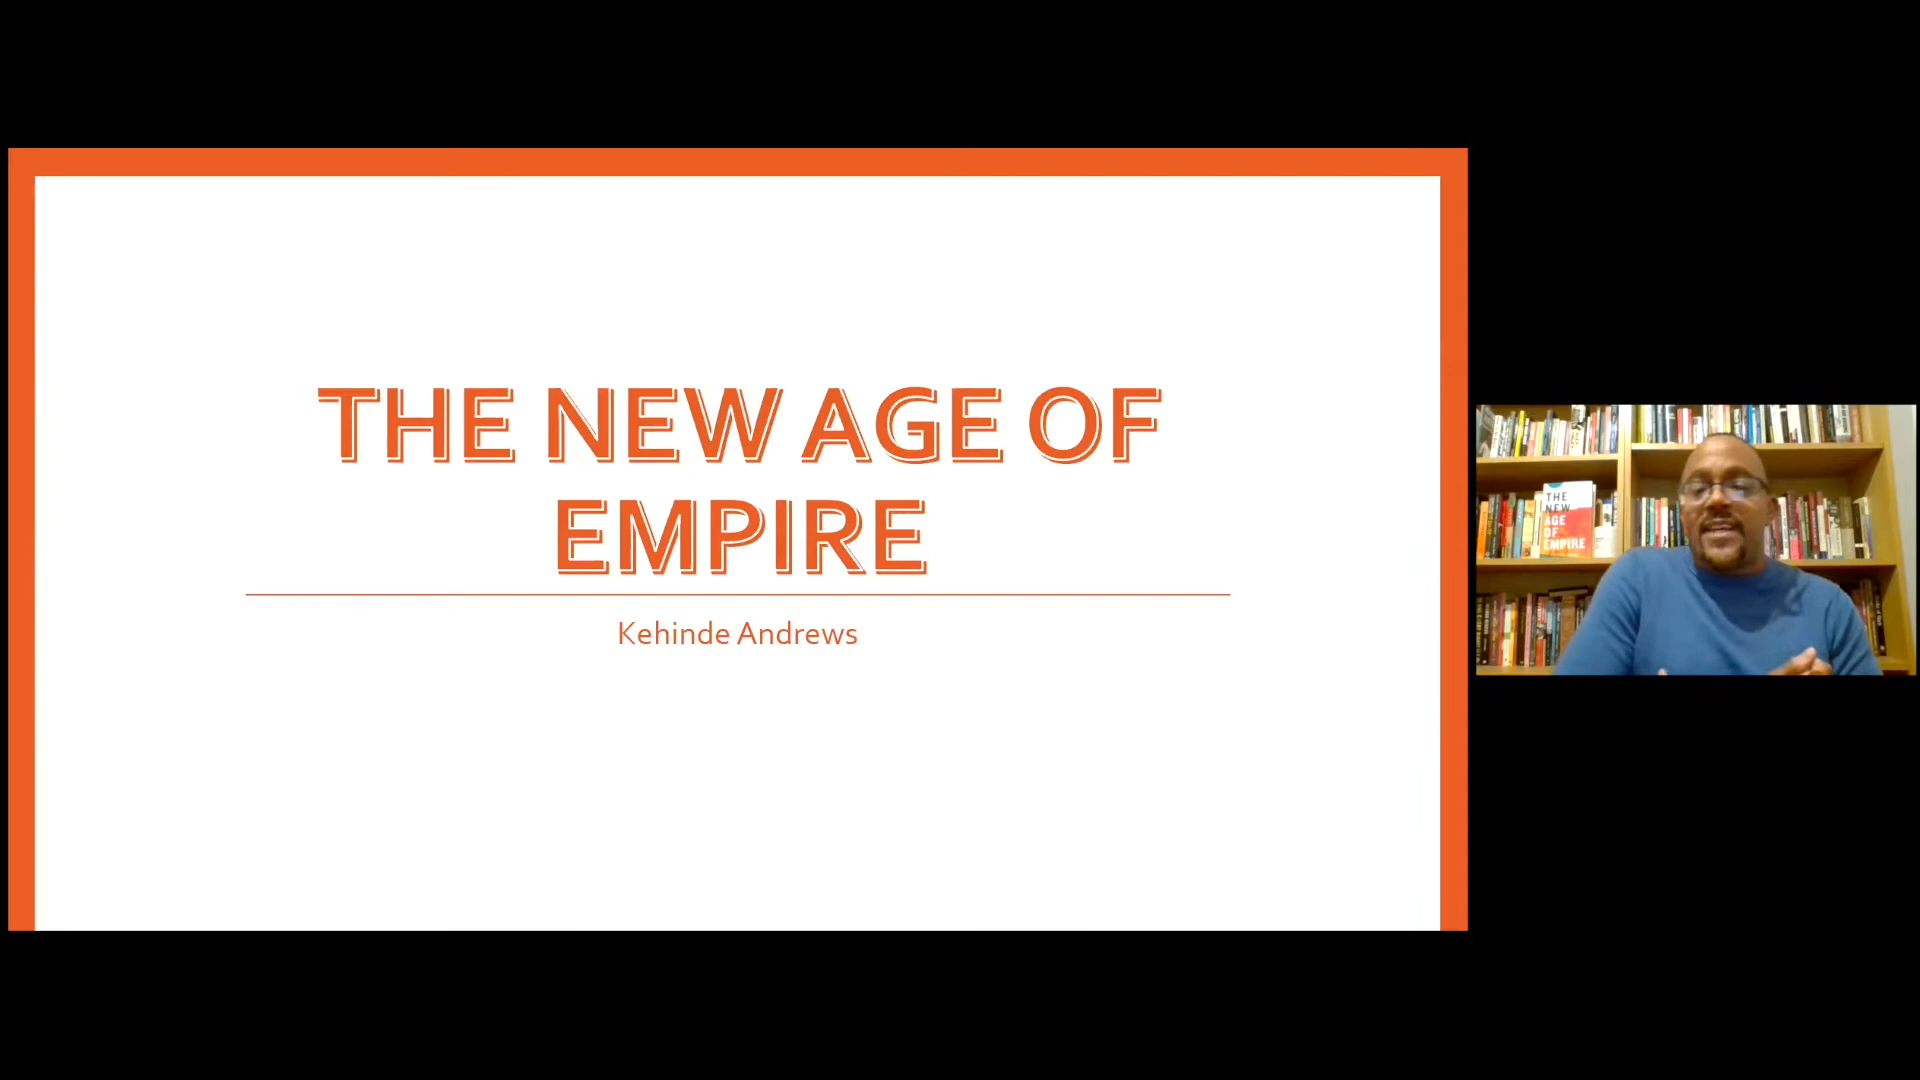 THE NEW AGE OF
EMPIRE
Kehinde Andrews
THE
NEW
AGE
OF
EMPIRE